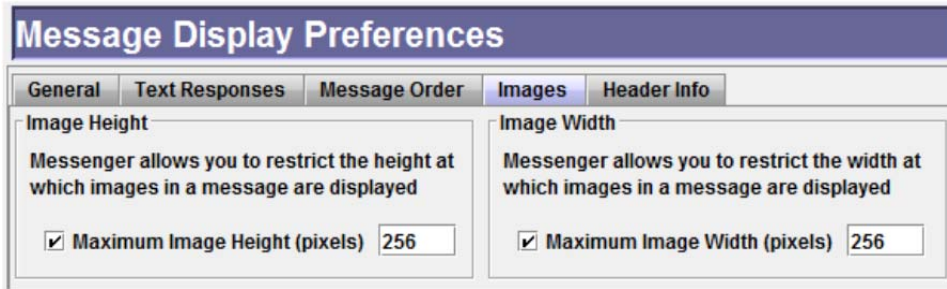 Message Display Preferences
General Text Responses Message Order Images Header Info
Image Height
Messenger allows you to restrict the height at
which images in a message are displayed
Maximum Image Height (pixels) 256
Image Width
Messenger allows you to restrict the width at
which images in a message are displayed
Maximum Image Width (pixels) 256